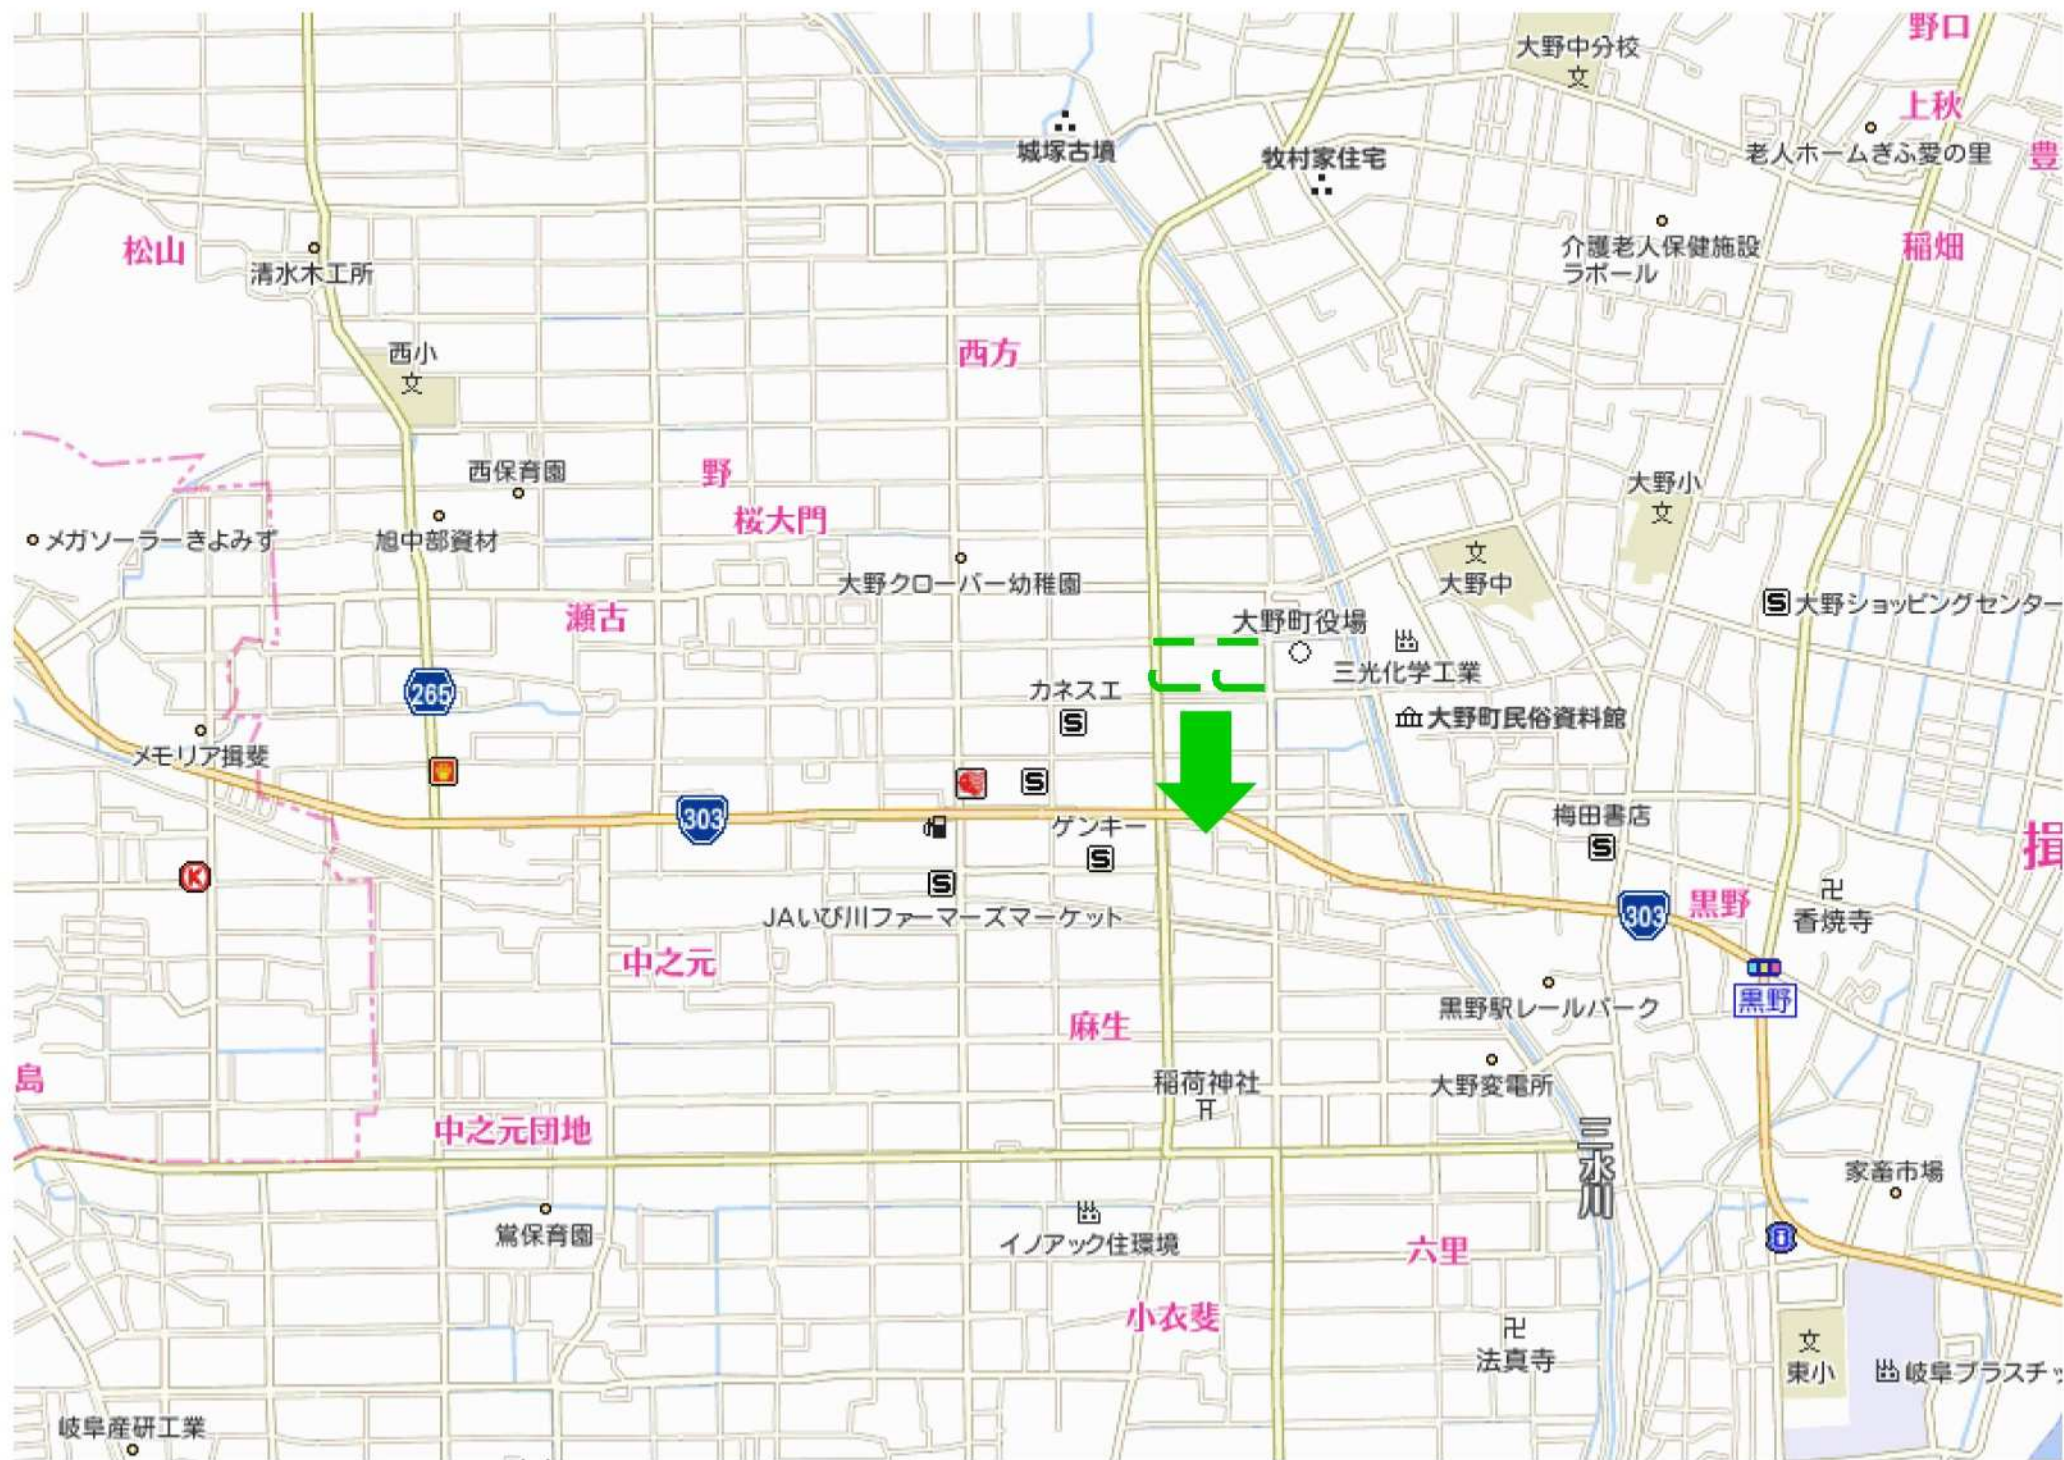 野口
大野中分校
文
上秋
城塚古墳
牧村家住宅
老人ホームぎふ愛の里
豊
松山
清水木工所
介護老人保健施設
ラポール
稲畑
西小
文
西方
西保育園
野
桜大門
大野小
文
メガソーラーきよみず
旭中部資材
大野クローバー幼稚園
文
大野中
瀬古
大野町役場
S
大野ショッピングセンター
三光化学工業
265
カネスエ
S
大野町民俗資料館
メモリア揖斐
S
303
ゲンキー
S
梅田書店
S
揖
K
S
JAいび川ファーマーズマーケット
303
黒野
卍
香焼寺
中之元
黒野駅レールパーク
黒野
麻生
島
稲荷神社
大野変電所
中之元団地
三水川
家畜市場
鴬保育園
イノアック住環境
六里
小衣斐
卍
法真寺
文
東小
岐阜プラスチッ
岐阜産研工業